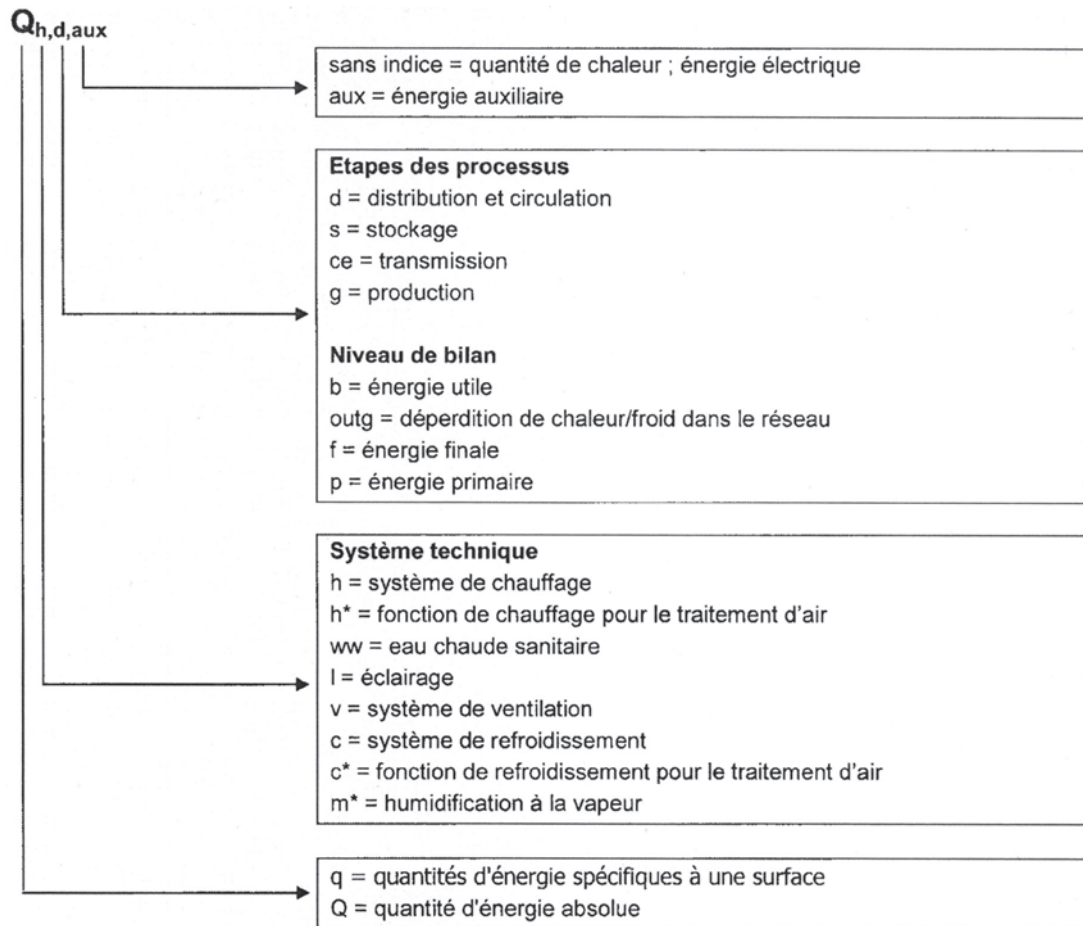 Qh,d,aux
sans indice = quantité de chaleur ; énergie électrique
aux = énergie auxiliaire
Etapes des processus
d = distribution et circulation
s = stockage
ce = transmission
g = production
Niveau de bilan
b = énergie utile
outg = déperdition de chaleur/froid dans le réseau
f = énergie finale
p = énergie primaire
Système technique
h = système de chauffage
h* = fonction de chauffage pour le traitement d'air
ww = eau chaude sanitaire
l = éclairage
v = système de ventilation
c = système de refroidissement
c* = fonction de refroidissement pour le traitement d'air
m* = humidification à la vapeur
q = quantités d'énergie spécifiques à une surface
Q = quantité d'énergie absolue